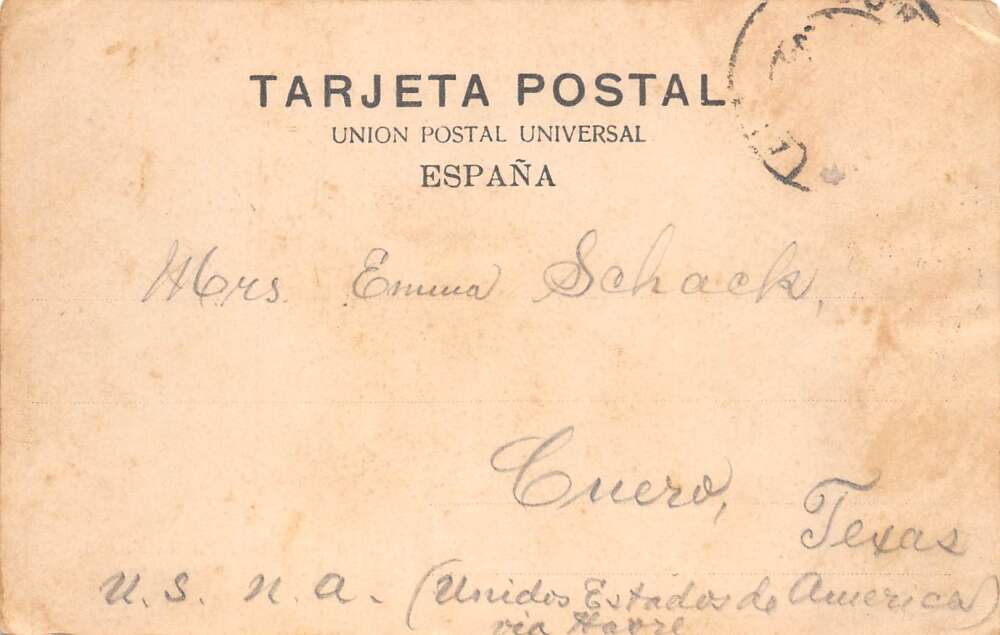 TARJETA POSTAL
UNION POSTAL UNIVERSAL
ESPAÑA
Mrs Emma Schack,
Cuero,
Texas
U. S. N. A. (Unidos Estados de America)
via Havre